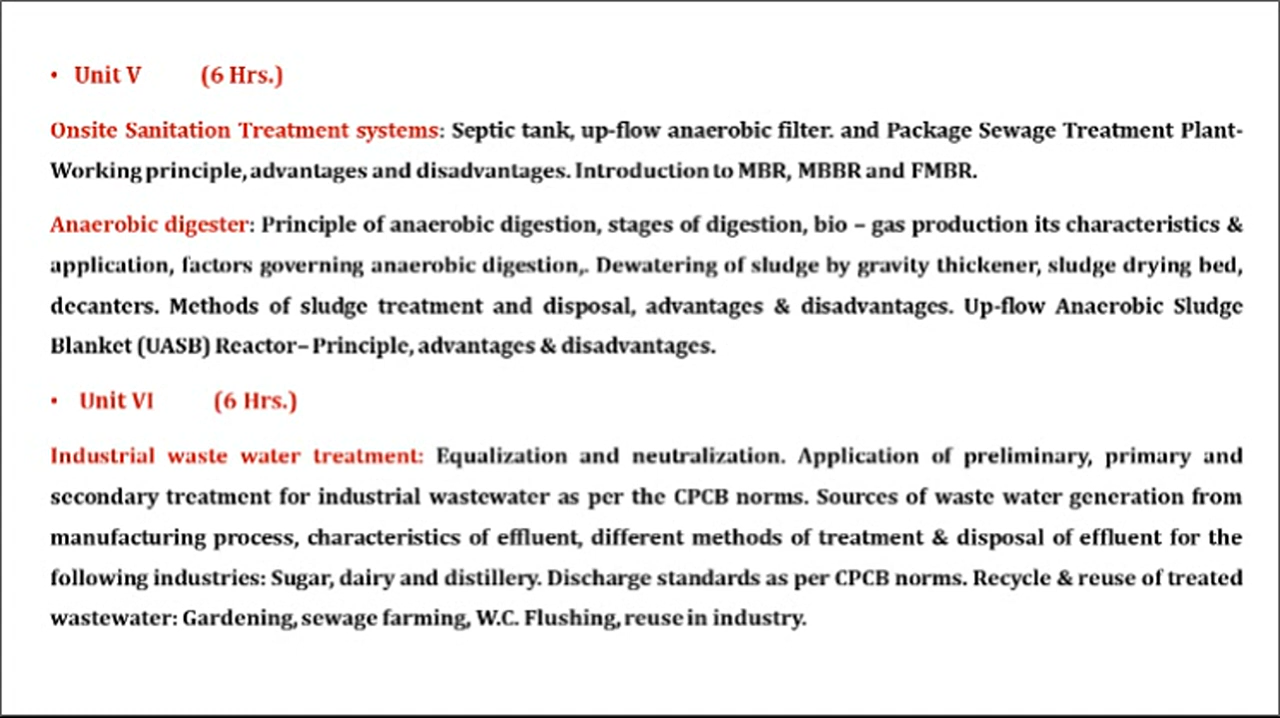 • Unit V (6 Hrs.)
Onsite Sanitation Treatment systems: Septic tank, up-flow anaerobic filter. and Package Sewage Treatment Plant-
Working principle, advantages and disadvantages. Introduction to MBR, MBBR and FMBR.
Anaerobic digester: Principle of anaerobic digestion, stages of digestion, bio – gas production its characteristics &
application, factors governing anaerobic digestion,. Dewatering of sludge by gravity thickener, sludge drying bed,
decanters. Methods of sludge treatment and disposal, advantages & disadvantages. Up-flow Anaerobic Sludge
Blanket (UASB) Reactor– Principle, advantages & disadvantages.
• Unit VI (6 Hrs.)
Industrial waste water treatment: Equalization and neutralization. Application of preliminary, primary and
secondary treatment for industrial wastewater as per the CPCB norms. Sources of waste water generation from
manufacturing process, characteristics of effluent, different methods of treatment & disposal of effluent for the
following industries: Sugar, dairy and distillery. Discharge standards as per CPCB norms. Recycle & reuse of treated
wastewater: Gardening, sewage farming, W.C. Flushing, reuse in industry.